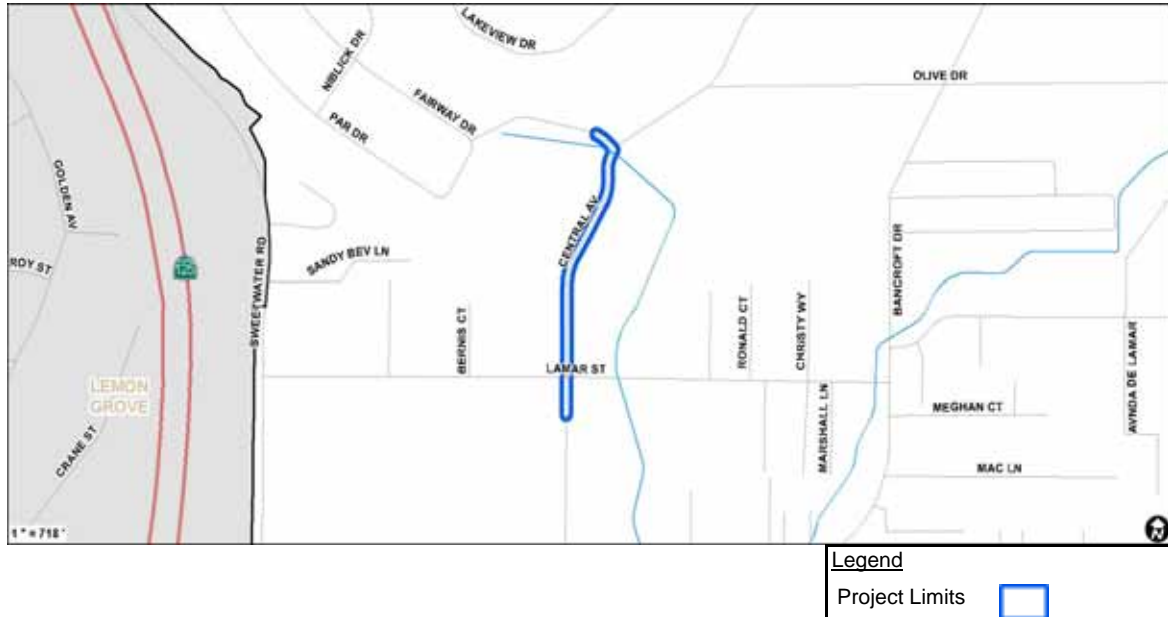 LAKEVIEW DR
NIBLICK DR
OLIVE DR
FAIRWAY DR
PAR DR
GOLDEN AV
CENTRAL AV
ROY ST
SANDY BEV LN
SWEETWATER RD
BANCROFT DR
125
BERNIS CT
RONALD CT
CHRISTY WY
LAMAR ST
LEMON
GROVE
MARSHALL LN
MEGHAN CT
AVNDA DE LAMAR
CRANE ST
MAC LN
1 " = 718 '
N
Legend
Project Limits